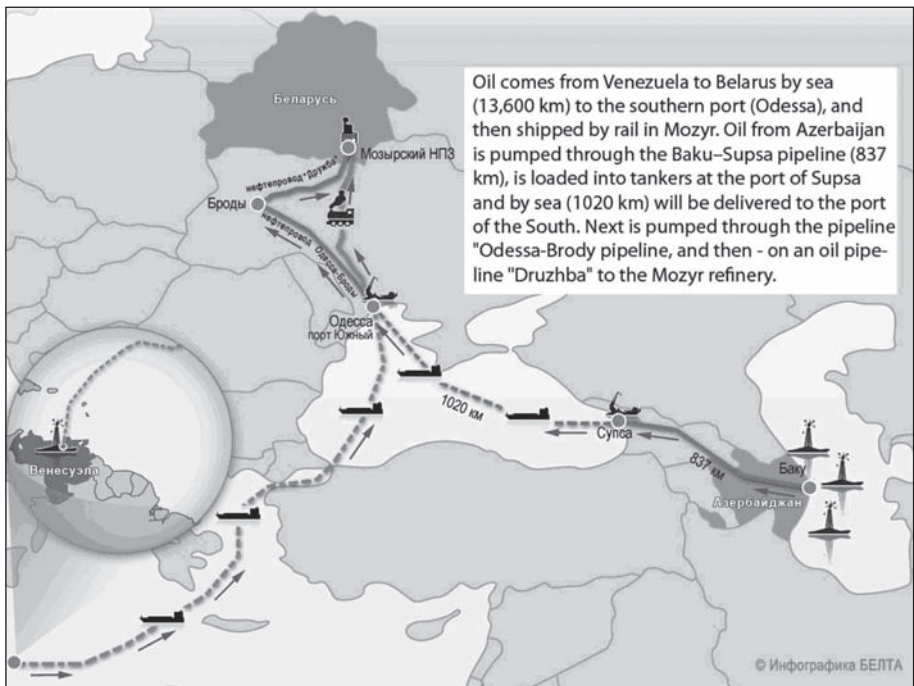 Беларусь
Oil comes from Venezuela to Belarus by sea
(13,600 km) to the southern port (Odessa), and
then shipped by rail in Mozyr. Oil from Azerbaijan
is pumped through the Baku–Supsa pipeline (837
km), is loaded into tankers at the port of Supsa
and by sea (1020 km) will be delivered to the port
of the South. Next is pumped through the pipeline
"Odessa-Brody pipeline, and then - on an oil pipe-
line "Druzhba" to the Mozyr refinery.
Мозырский НПЗ
нефтепровод "Дружба"
Броды
нефтепровод Одесса-Броды
Одесса
порт Южный
1020 км
Супса
837 км
Баку
Азербайджан
Венесуэла
© Инфографика БЕЛТА